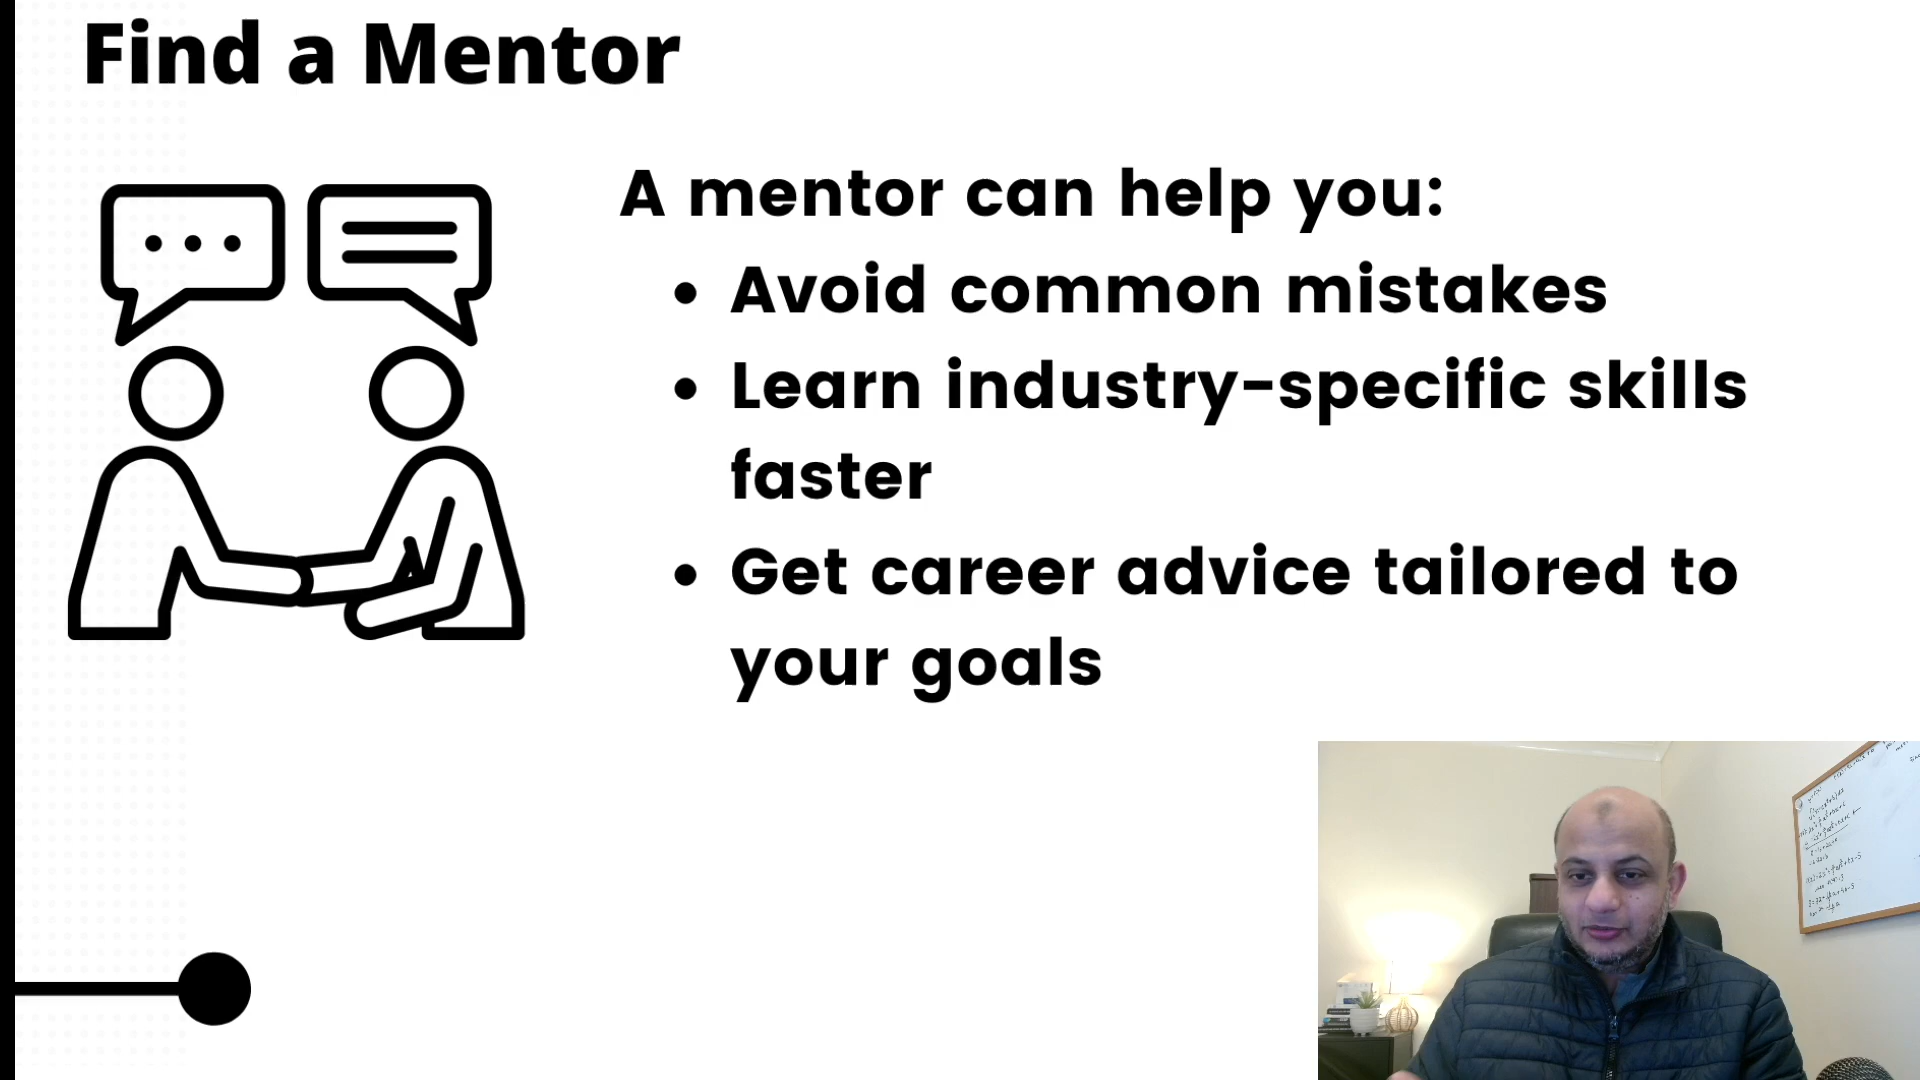 Find a Mentor
A mentor can help you:
• Avoid common mistakes
• Learn industry-specific skills
faster
• Get career advice tailored to
your goals